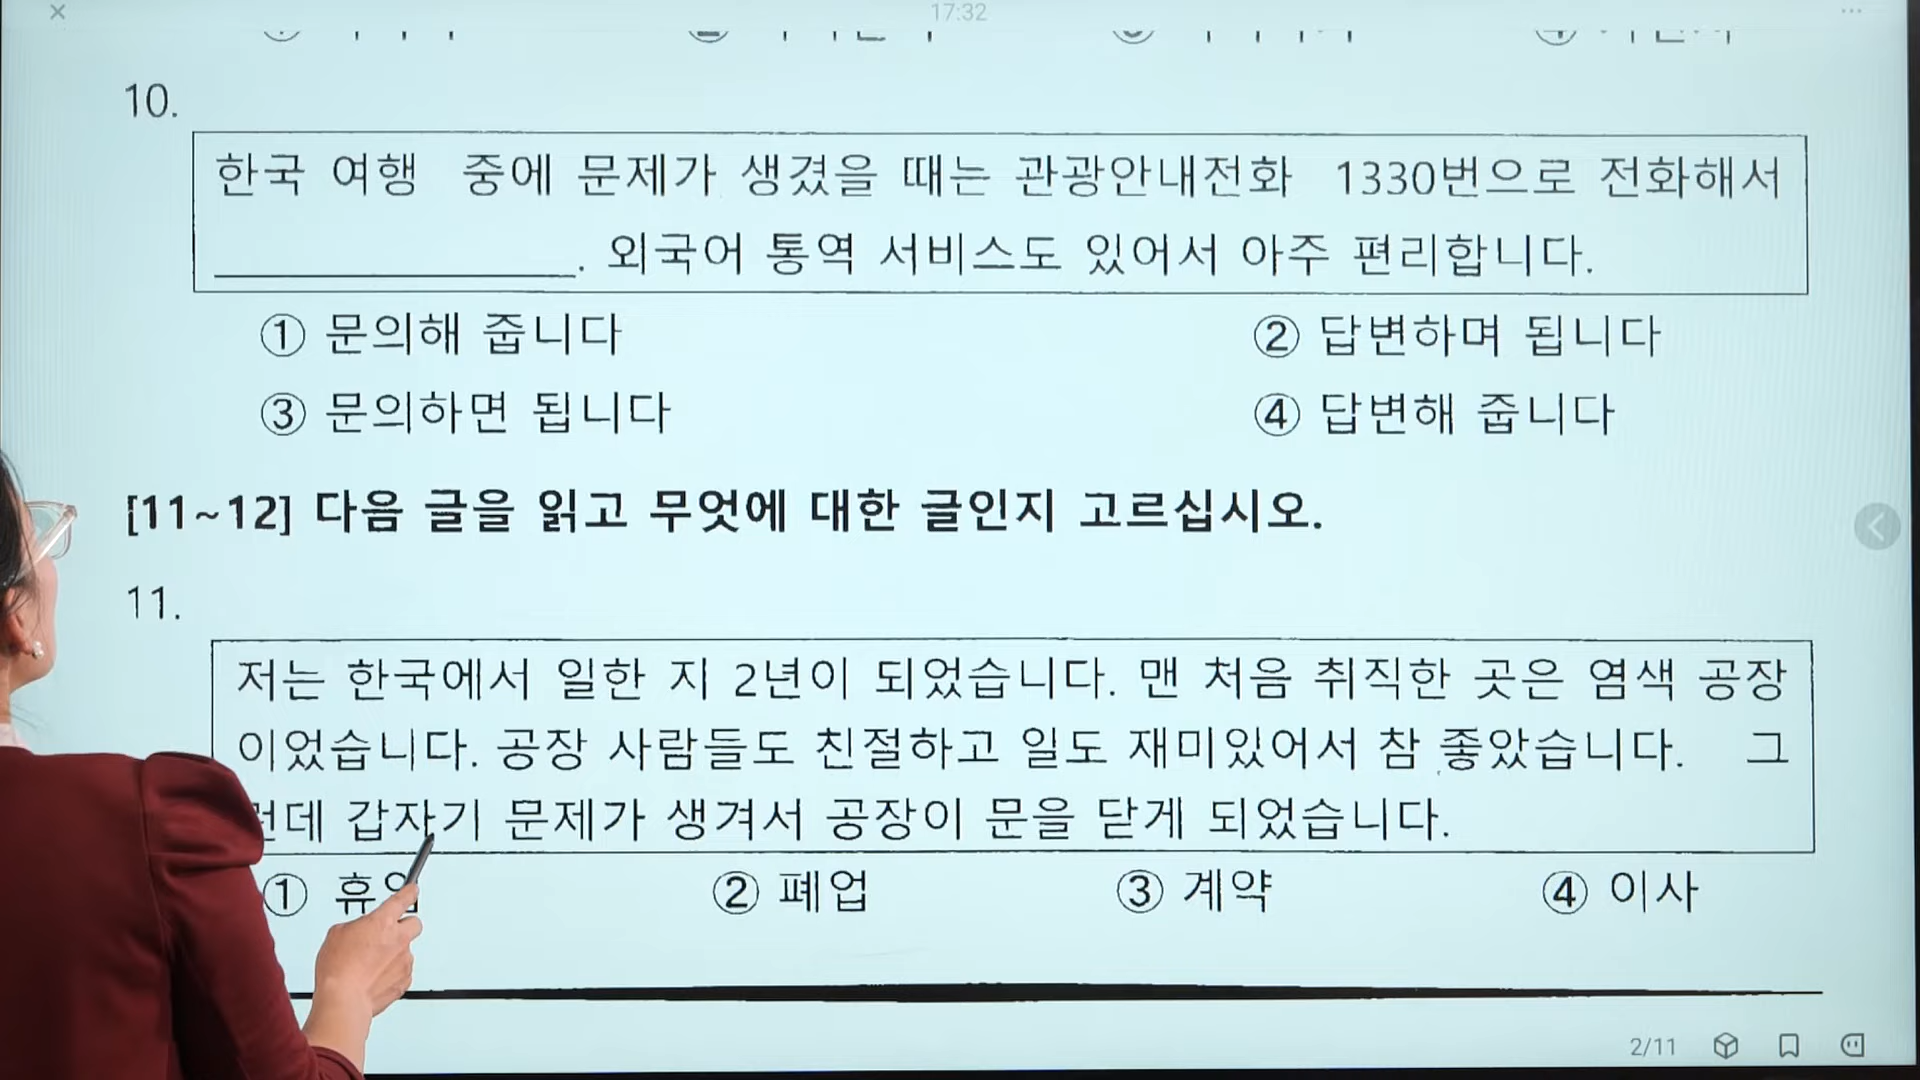 17:32
10.
한국 여행 중에 문제가 생겼을 때는 관광안내전화 1330번으로 전화해서
. 외국어 통역 서비스도 있어서 아주 편리합니다.
① 문의해 줍니다 ② 답변하며 됩니다
③ 문의하면 됩니다 ④ 답변해 줍니다
[11~12] 다음 글을 읽고 무엇에 대한 글인지 고르십시오.
11.
저는 한국에서 일한 지 2년이 되었습니다. 맨 처음 취직한 곳은 염색 공장
이었습니다. 공장 사람들도 친절하고 일도 재미있어서 참 좋았습니다. 그
런데 갑자기 문제가 생겨서 공장이 문을 닫게 되었습니다.
① 휴업 ② 폐업 ③ 계약 ④ 이사
2/11